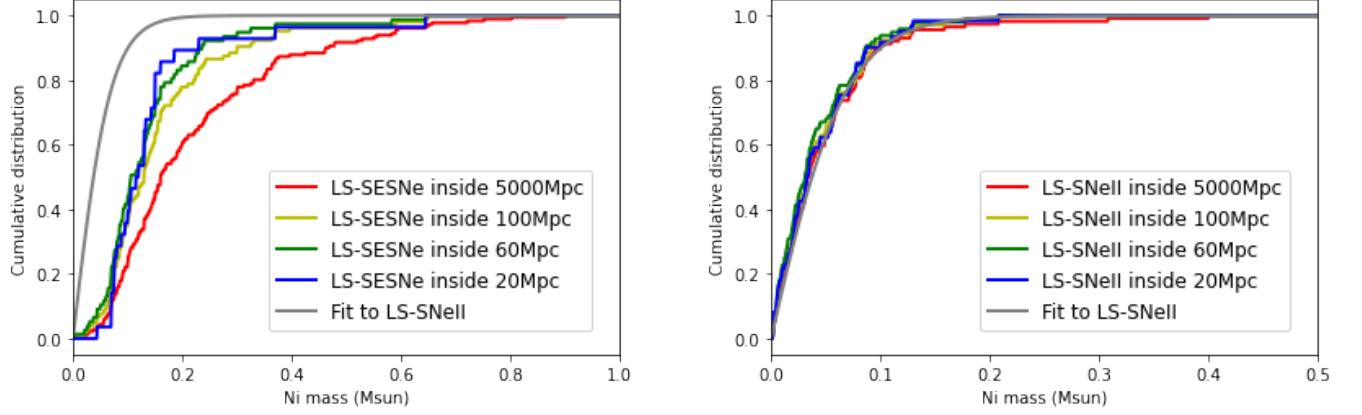 1.0
0.8
0.6
0.4
0.2
0.0
Cumulative distribution
LS-SESNe inside 5000Mpc
LS-SESNe inside 100Mpc
LS-SESNe inside 60Mpc
LS-SESNe inside 20Mpc
Fit to LS-SNeII
0.0 0.2 0.4 0.6 0.8 1.0
Ni mass (Msun)
1.0
0.8
0.6
0.4
0.2
0.0
Cumulative distribution
LS-SNeII inside 5000Mpc
LS-SNeII inside 100Mpc
LS-SNeII inside 60Mpc
LS-SNeII inside 20Mpc
Fit to LS-SNeII
0.0 0.1 0.2 0.3 0.4 0.5
Ni mass (Msun)